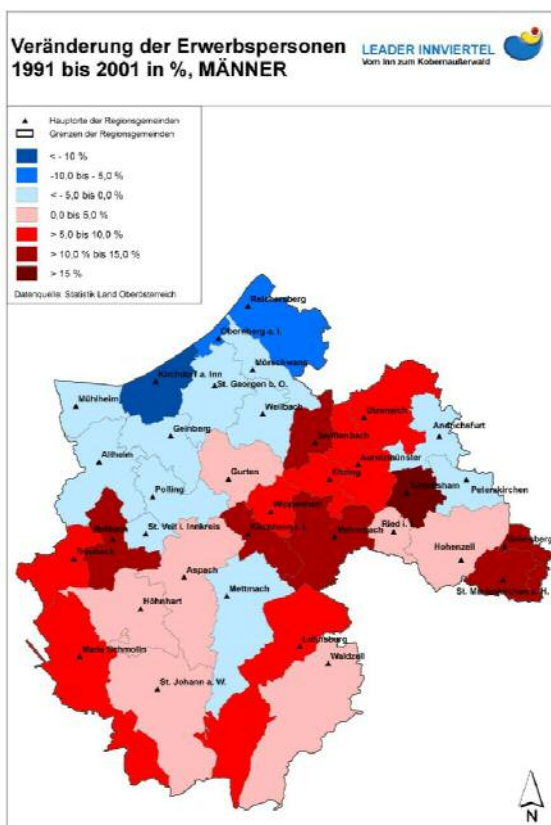 Veränderung der Erwerbspersonen
1991 bis 2001 in %, MÄNNER
LEADER INNVIERTEL
Vom Inn zum Kobernaußerwald
Hauptorte der Regionsgemeinden
Grenzen der Regionsgemeinden
< - 10 %
-10,0 bis - 5,0 %
< - 5,0 bis 0,0 %
0,0 bis 5,0 %
> 5,0 bis 10,0 %
> 10,0 % bis 15,0 %
> 15 %
Datenquelle: Statistik Land Oberösterreich
Reichersberg
Obernberg a. I.
Mörschwang
Kirchdorf a. Inn
St. Georgen b. O.
Mühlheim
Weilbach
Geinberg
Andrichsfurt
Altheim
Gurten
Eitzing
Peterskirchen
Polling
Wippenham
St. Veit i. Innkreis
Kirchheim i. I.
Mehrnbach
Ried i. I.
Hohenzell
Treubach
Aspach
Mettmach
Höhnhart
Lohnsburg
Waldzell
Maria Schmolln
St. Johann a. W.
N